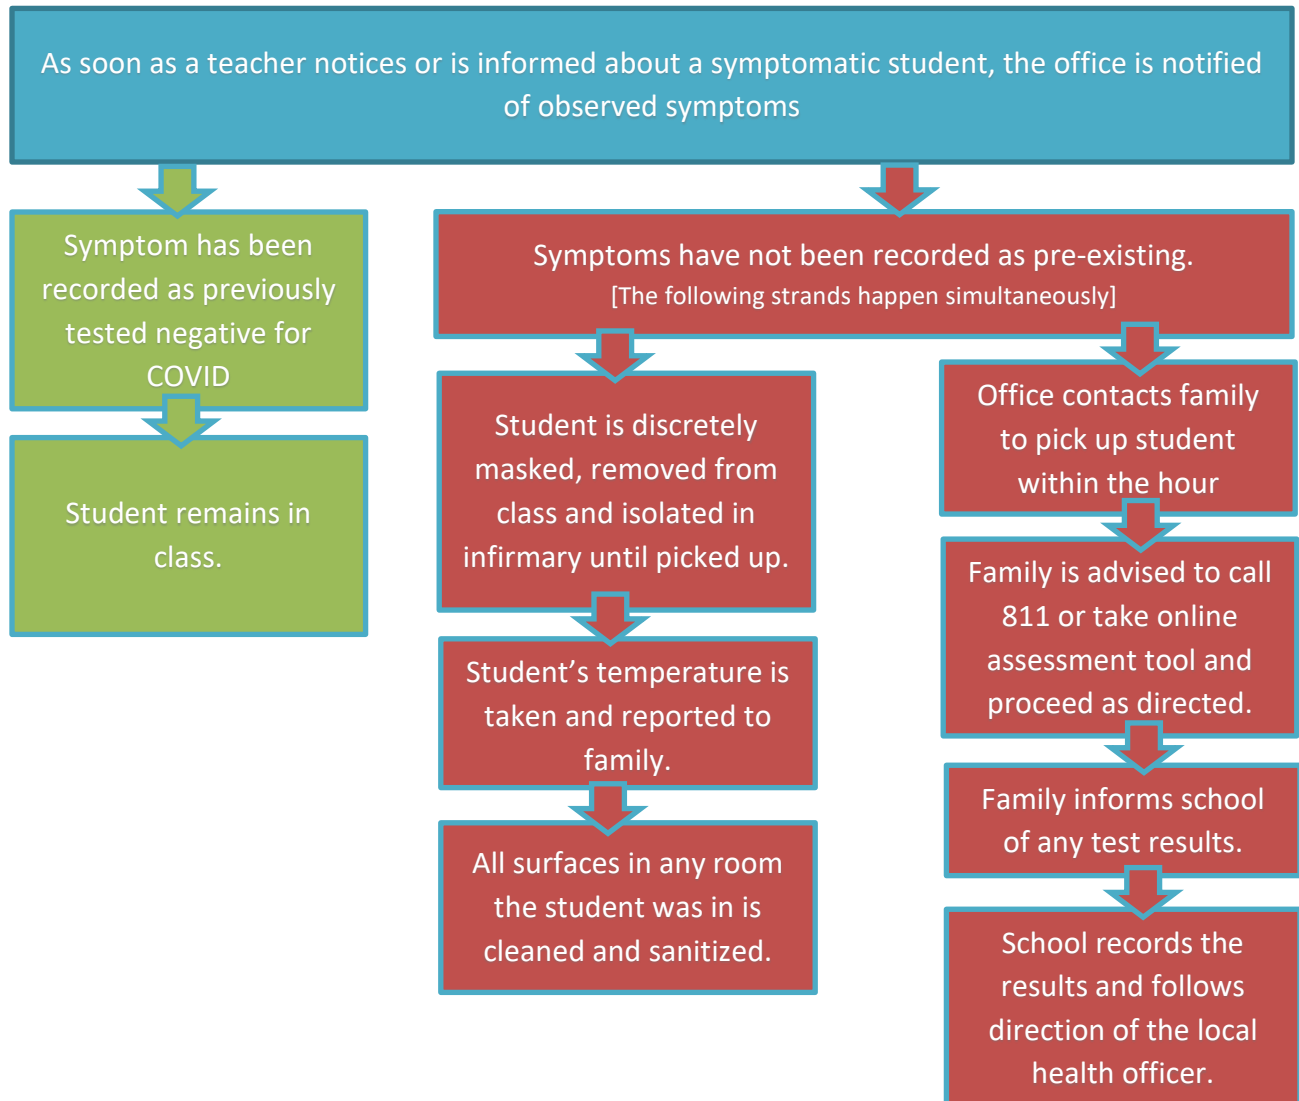 As soon as a teacher notices or is informed about a symptomatic student, the office is notified
of observed symptoms
Symptom has been
recorded as previously
tested negative for
COVID
Student remains in
class.
Symptoms have not been recorded as pre-existing.
[The following strands happen simultaneously]
Student is discretely
masked, removed from
class and isolated in
infirmary until picked up.
Student’s temperature is
taken and reported to
family.
All surfaces in any room
the student was in is
cleaned and sanitized.
Office contacts family
to pick up student
within the hour
Family is advised to call
811 or take online
assessment tool and
proceed as directed.
Family informs school
of any test results.
School records the
results and follows
direction of the local
health officer.